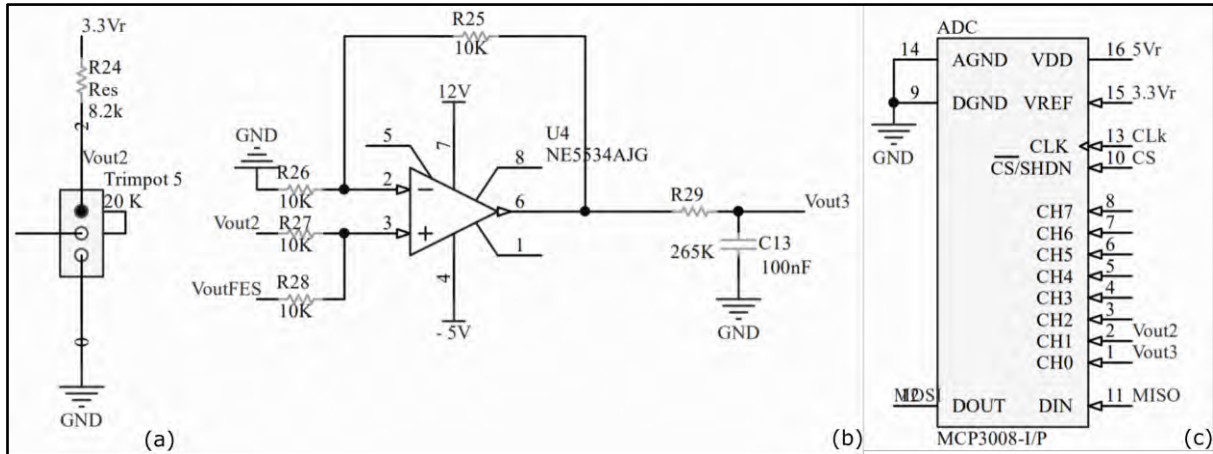 3.3Vr
R24
Res
8.2k
2
Vout2
Trimpot 5
20 K
0
GND
(a)
R25
10K
12V
7
5
U4
NE5534AJG
8
GND
R26
10K
2
6
R29
Vout3
Vout2
R27
10K
3
1
265K
C13
100nF
VoutFES
R28
10K
4
- 5V
GND
(b)
ADC
14
AGND
VDD
16
5Vr
9
DGND
VREF
15
3.3Vr
GND
CLK
13
CLk
CS/SHDN
10
CS
CH7
8
CH6
7
CH5
6
CH4
5
CH3
4
CH2
3
CH1
2
Vout2
CH0
1
Vout3
MOSI
12
DOUT
DIN
11
MISO
MCP3008-I/P
(c)